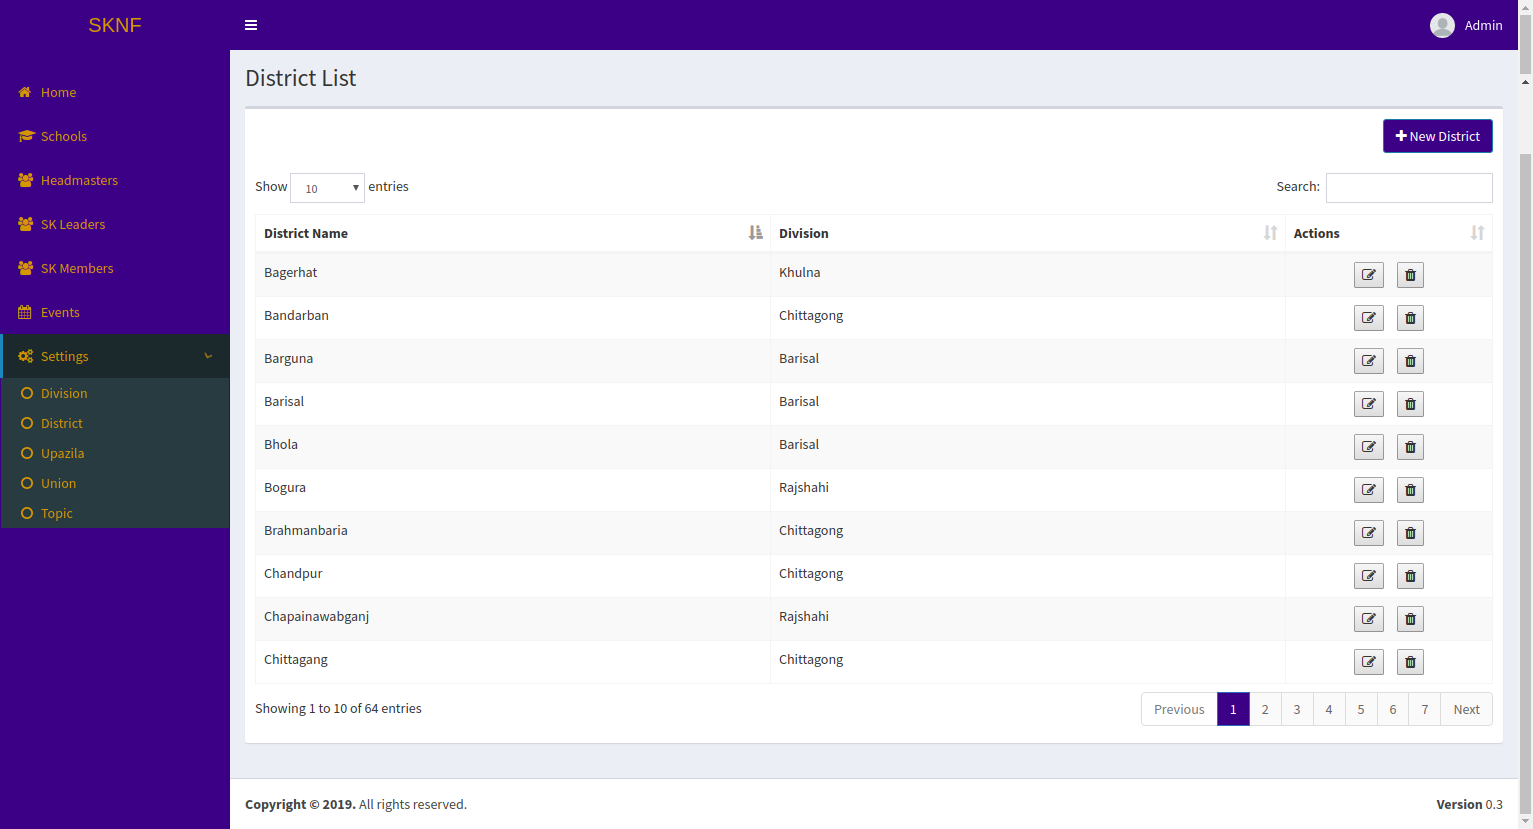 SKNF
Admin
Home
Schools
Headmasters
SK Leaders
SK Members
Events
Settings
Division
District
Upazila
Union
Topic
District List
New District
Show 10 entries
Search:
District Name Division Actions
Bagerhat Khulna
Bandarban Chittagong
Barguna Barisal
Barisal Barisal
Bhola Barisal
Bogura Rajshahi
Brahmanbaria Chittagong
Chandpur Chittagong
Chapainawabganj Rajshahi
Chittagang Chittagong
Showing 1 to 10 of 64 entries
Previous 1 2 3 4 5 6 7 Next
Copyright © 2019. All rights reserved.
Version 0.3